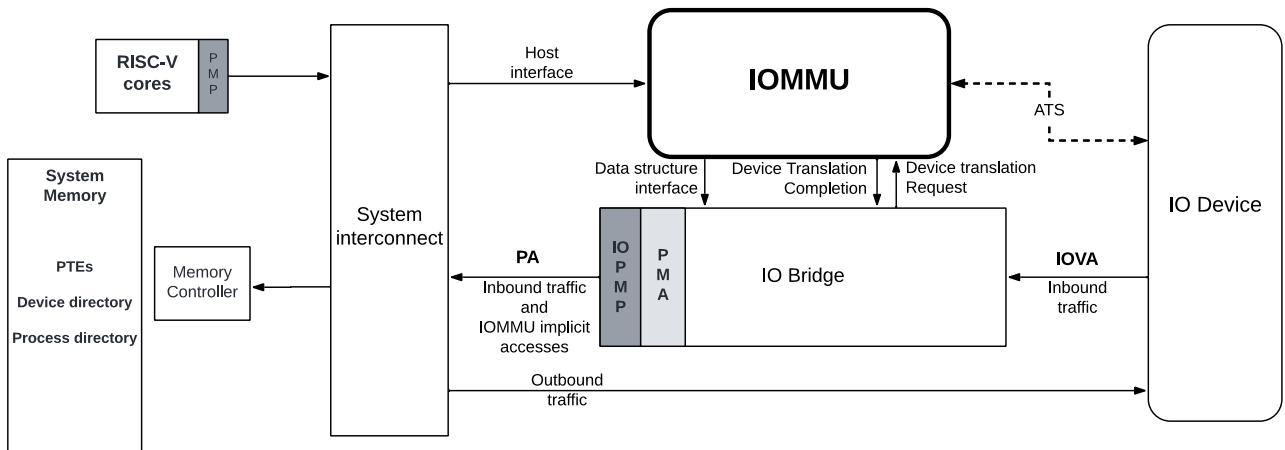 RISC-V
cores
P
M
P
System
Memory
PTEs
Device directory
Process directory
Memory
Controller
System
interconnect
Host
interface
IOMMU
ATS
Data structure
interface
Device Translation
Completion
Device translation
Request
IO
P
M
P
P
M
A
IO Bridge
PA
Inbound traffic
and
IOMMU implicit
accesses
IOVA
Inbound
traffic
IO Device
Outbound
traffic